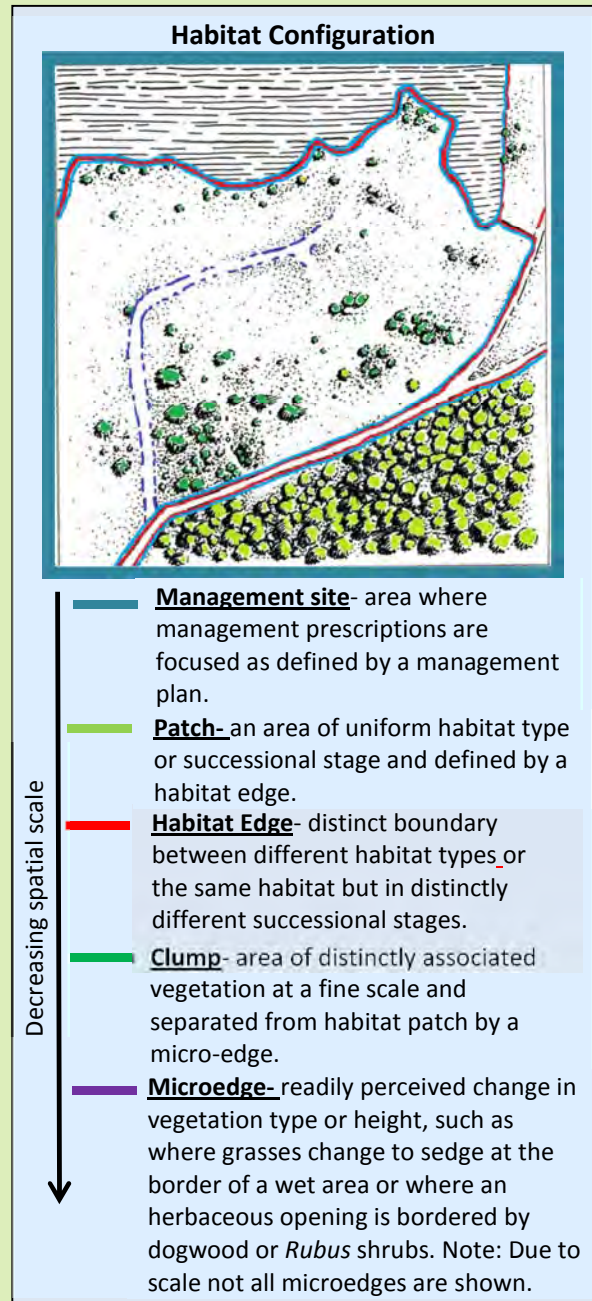 Habitat Configuration
Management site- area where
management prescriptions are
focused as defined by a management
plan.
Patch- an area of uniform habitat type
or successional stage and defined by a
habitat edge.
Habitat Edge- distinct boundary
between different habitat types or
the same habitat but in distinctly
different successional stages.
Clump- area of distinctly associated
vegetation at a fine scale and
separated from habitat patch by a
micro-edge.
Microedge- readily perceived change in
vegetation type or height, such as
where grasses change to sedge at the
border of a wet area or where an
herbaceous opening is bordered by
dogwood or Rubus shrubs. Note: Due to
scale not all microedges are shown.
Decreasing spatial scale